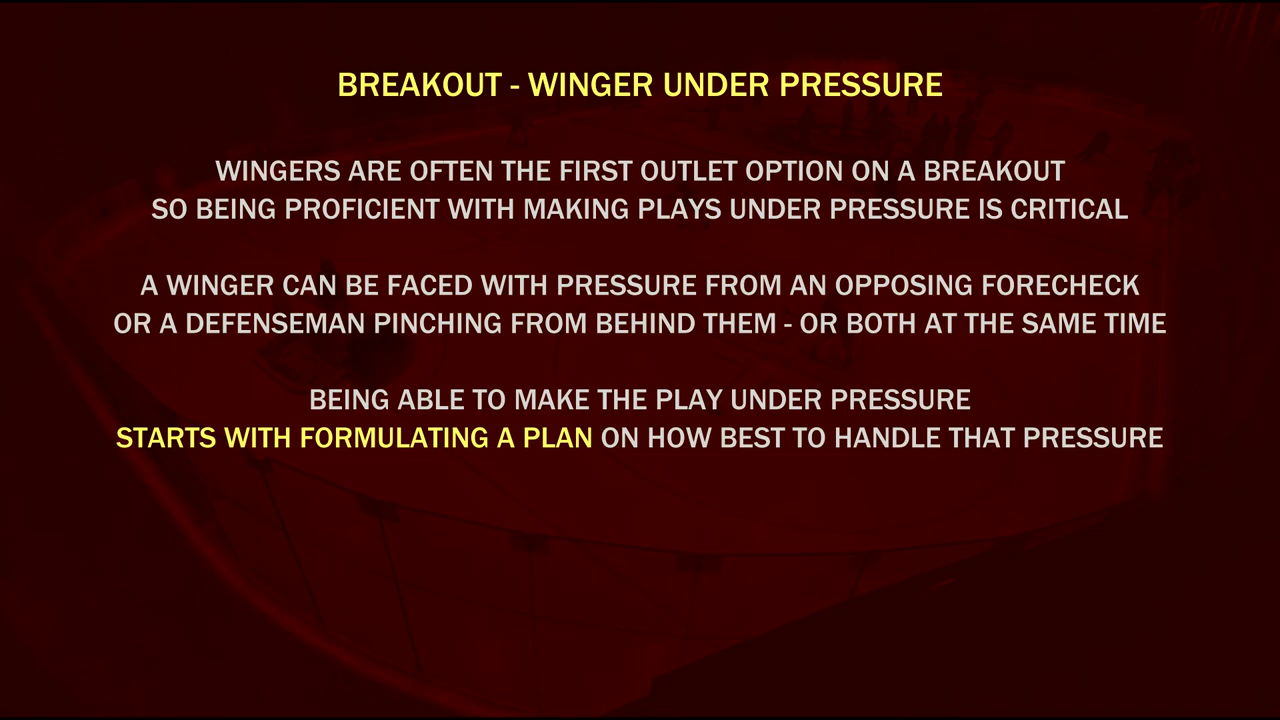 BREAKOUT - WINGER UNDER PRESSURE
WINGERS ARE OFTEN THE FIRST OUTLET OPTION ON A BREAKOUT
SO BEING PROFICIENT WITH MAKING PLAYS UNDER PRESSURE IS CRITICAL
A WINGER CAN BE FACED WITH PRESSURE FROM AN OPPOSING FORECHECK
OR A DEFENSEMAN PINCHING FROM BEHIND THEM - OR BOTH AT THE SAME TIME
BEING ABLE TO MAKE THE PLAY UNDER PRESSURE
STARTS WITH FORMULATING A PLAN ON HOW BEST TO HANDLE THAT PRESSURE